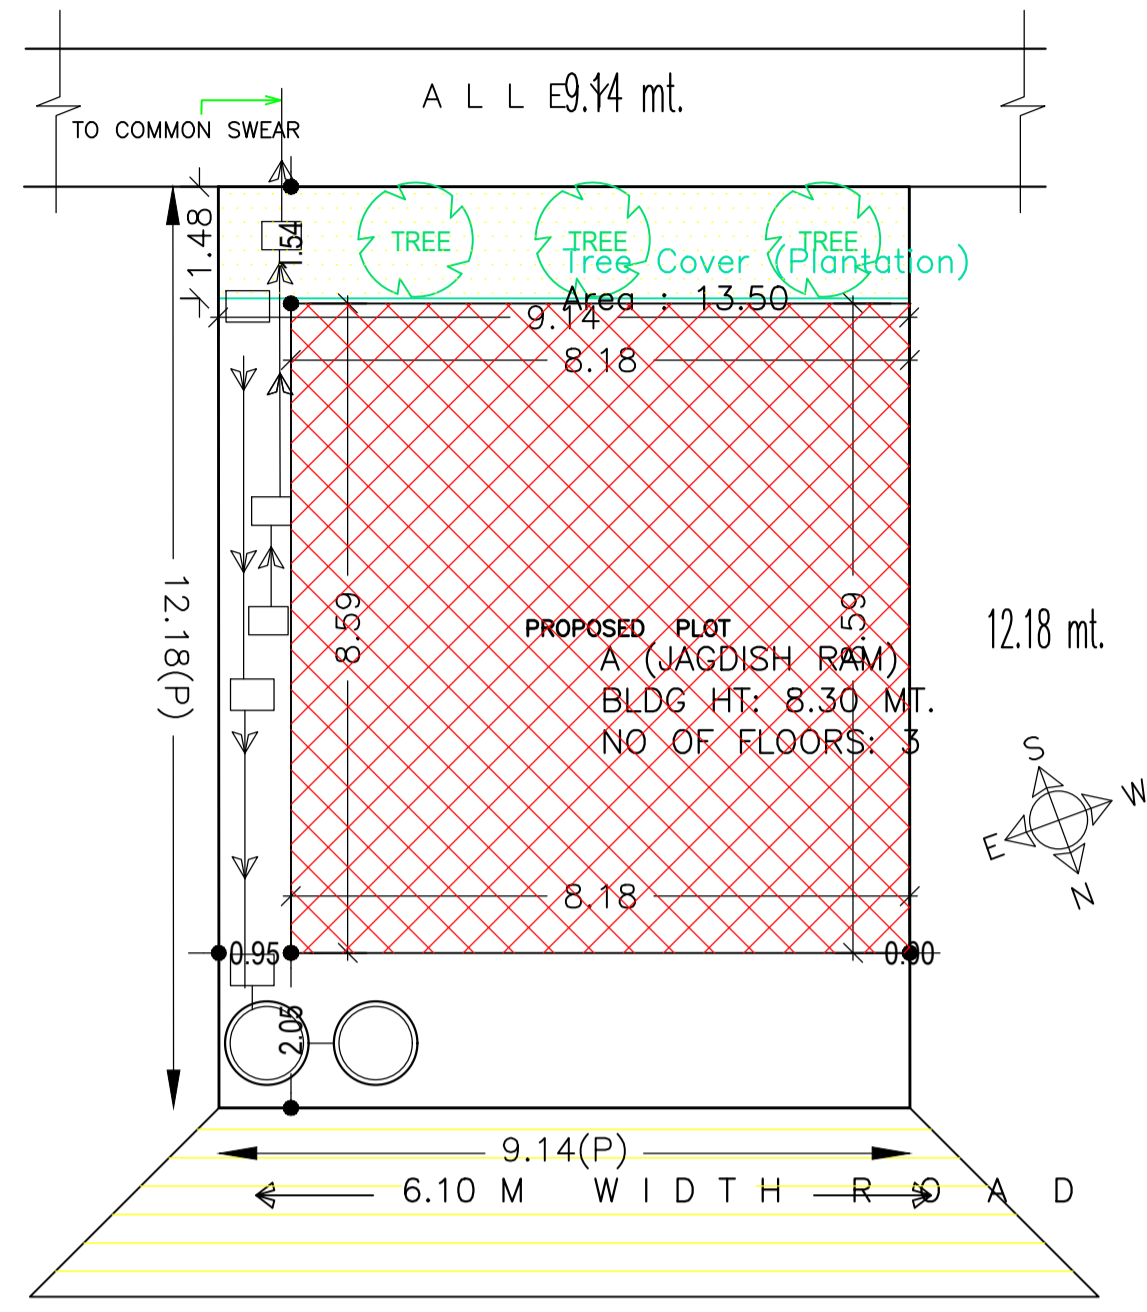 A L L E Y
9.14 mt.
TO COMMON SWEAR
1.48
1.54
TREE
TREE
TREE
Tree Cover (Plantation)
Area : 13.50
9.14
8.18
12.18(P)
8.59
8.59
PROPOSED PLOT
A (JAGDISH RAM)
BLDG HT: 8.30 MT.
NO OF FLOORS: 3
12.18 mt.
S
W
E
N
8.18
0.95
0.90
2.05
9.14(P)
6.10 M WIDTH ROAD